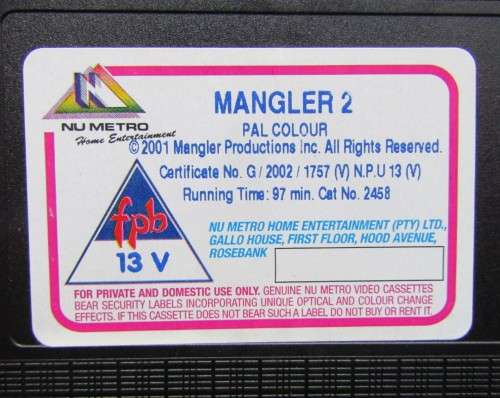 NU METRO
Home Entertainment
MANGLER 2
PAL COLOUR
©2001 Mangler Productions Inc. All Rights Reserved.
Certificate No. G / 2002 / 1757 (V) N.P.U 13 (V)
Running Time: 97 min. Cat No. 2458
fpb
13 V
NU METRO HOME ENTERTAINMENT (PTY) LTD.,
GALLO HOUSE, FIRST FLOOR, HOOD AVENUE,
ROSEBANK
FOR PRIVATE AND DOMESTIC USE ONLY. GENUINE NU METRO VIDEO CASSETTES
BEAR SECURITY LABELS INCORPORATING UNIQUE OPTICAL AND COLOUR CHANGE
EFFECTS. IF THIS CASSETTE DOES NOT BEAR SUCH A LABEL DO NOT BUY OR RENT IT.